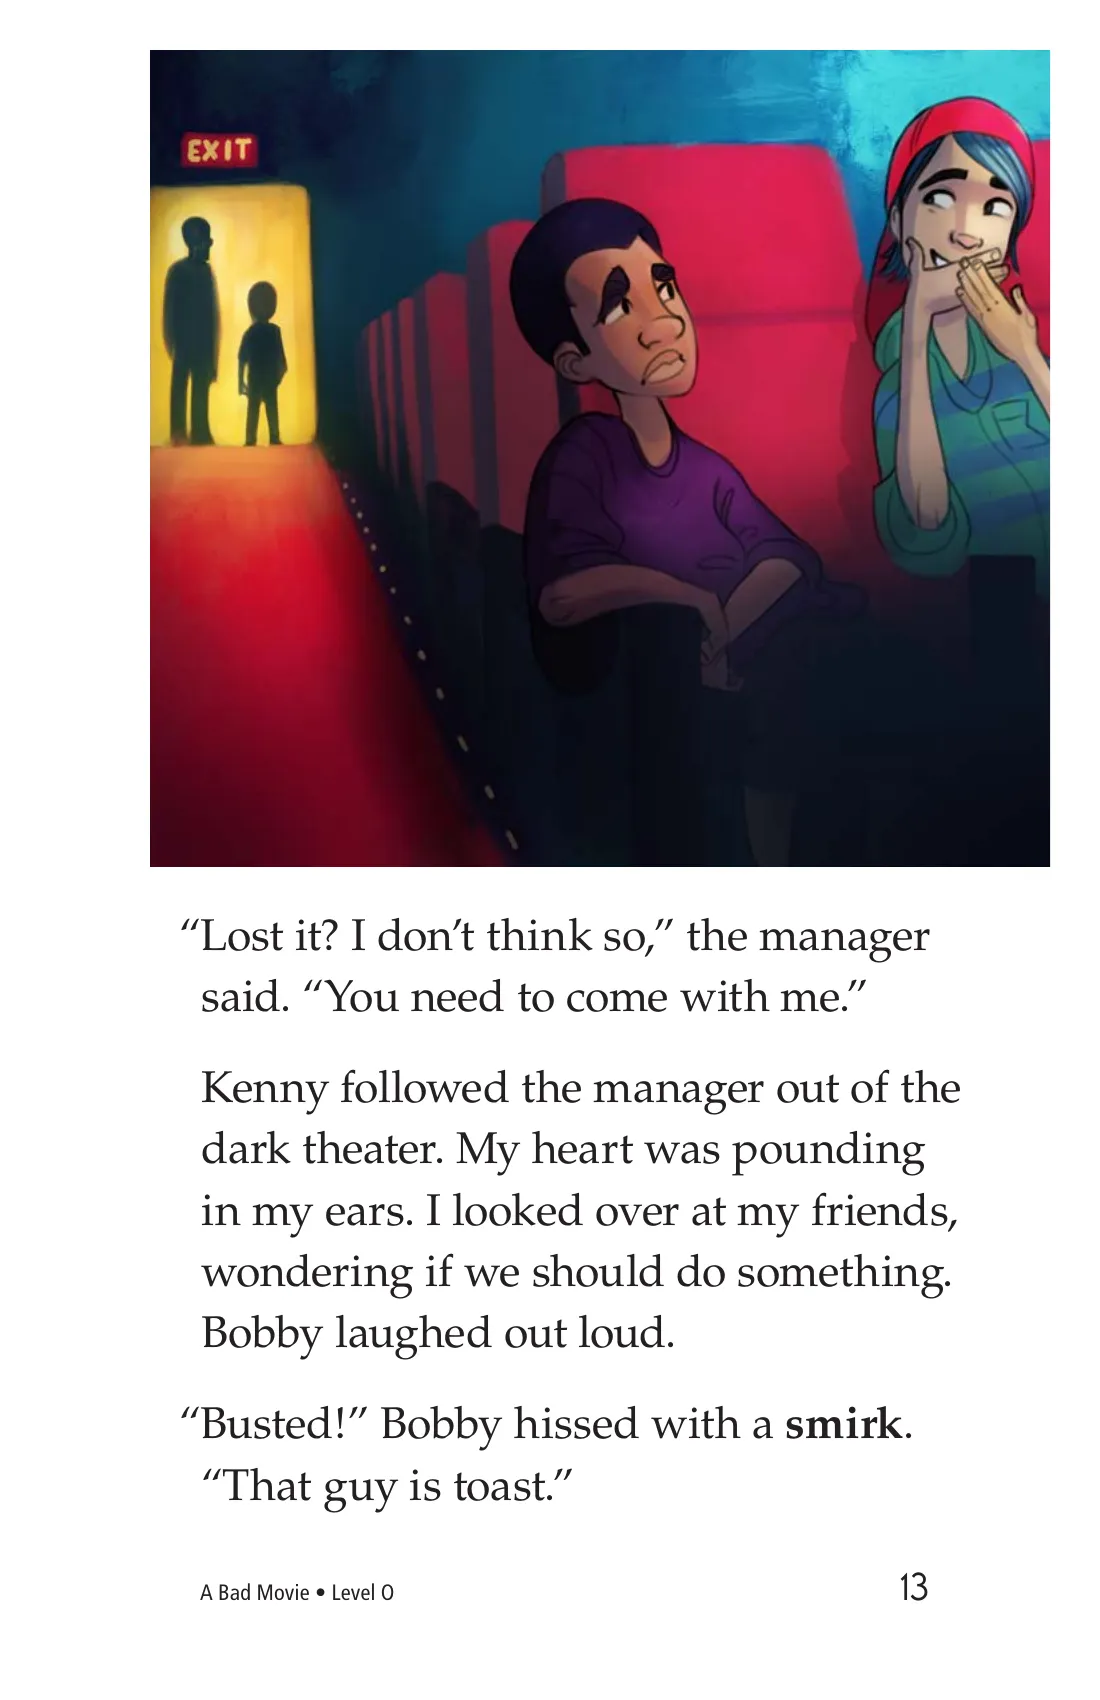 EXIT
“Lost it? I don’t think so,” the manager
said. “You need to come with me.”
Kenny followed the manager out of the
dark theater. My heart was pounding
in my ears. I looked over at my friends,
wondering if we should do something.
Bobby laughed out loud.
“Busted!” Bobby hissed with a smirk.
“That guy is toast.”
A Bad Movie • Level O 13